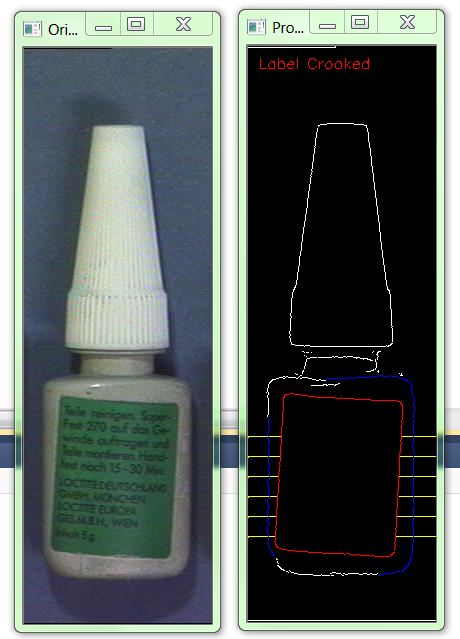 Ori...
Pro...
Label Crooked
Teile reinigen, Super-
Fest 270 auf das Ge-
winde auftragen und
Teile montieren. Hand-
fest nach 15 - 30 Min.
LOCTITE DEUTSCHLAND
GMBH, MÜNCHEN
LOCTITE EUROPA
GES.M.B.H., WIEN
Inhalt 5g